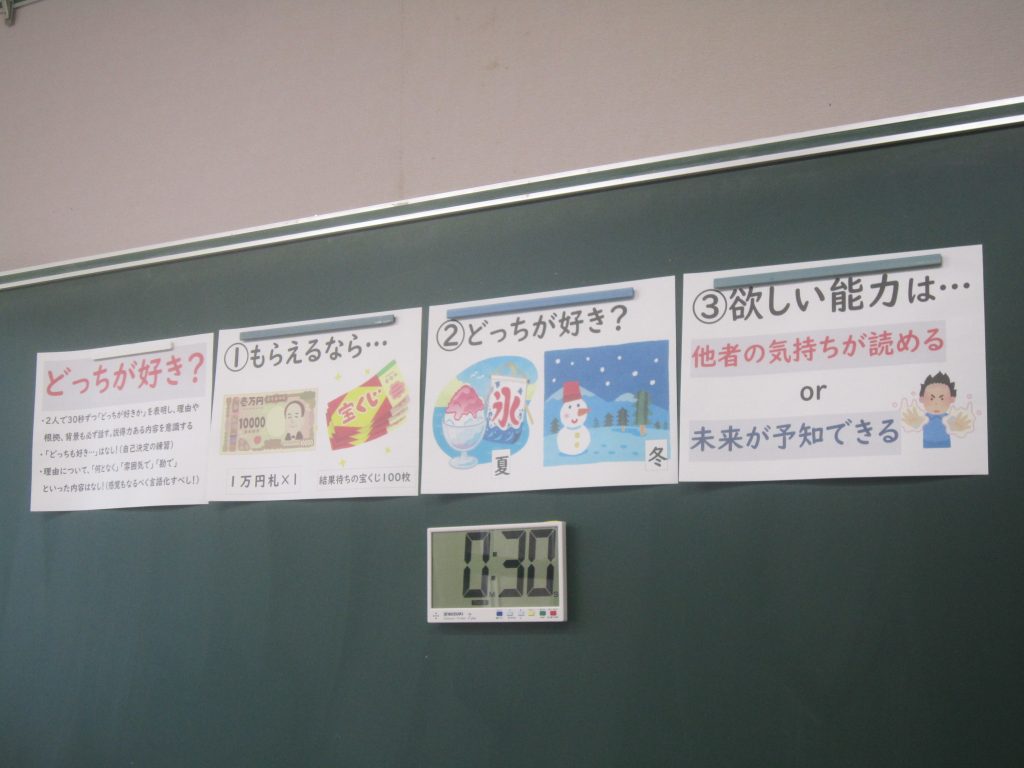 どっちが好き?
・2人で30秒ずつ「どっちが好きか」を表明し、理由や
根拠、背景も必ず話す。説得力ある内容を意識する
・「どっちも好き…」はなし!(自己決定の練習)
・理由について、「何となく」「雰囲気で」「勘で」
といった内容はなし!(感覚もなるべく言語化すべし!)
①もらえるなら…
壱万円
10000
宝くじ
1万円札×1
結果待ちの宝くじ100枚
②どっちが好き?
氷
夏
冬
③欲しい能力は…
他者の気持ちが読める
or
未来が予知できる
0:30